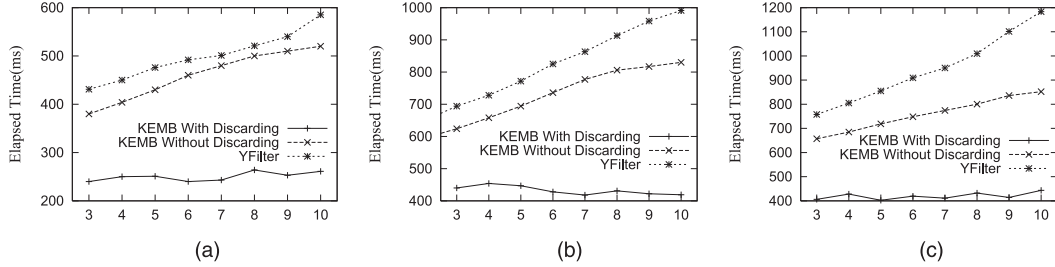 600
500
400
300
200
Elapsed Time(ms)
KEMB With Discarding
KEMB Without Discarding
YFilter
3 4 5 6 7 8 9 10
(a)
1000
900
800
700
600
500
400
Elapsed Time(ms)
KEMB With Discarding
KEMB Without Discarding
YFilter
3 4 5 6 7 8 9 10
(b)
1200
1100
1000
900
800
700
600
500
400
Elapsed Time(ms)
KEMB With Discarding
KEMB Without Discarding
YFilter
3 4 5 6 7 8 9 10
(c)